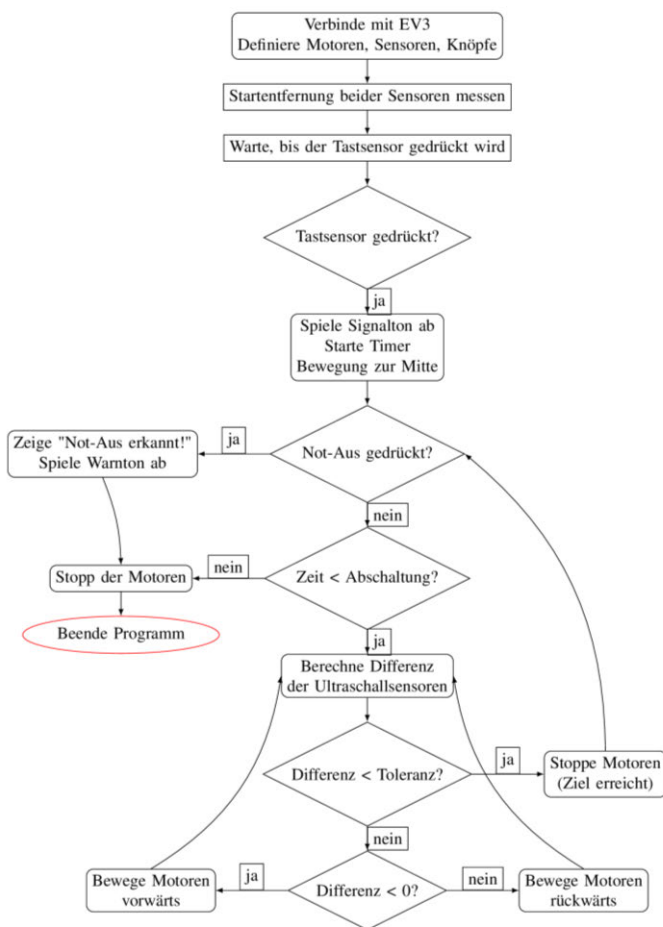 Verbinde mit EV3
Definiere Motoren, Sensoren, Knöpfe
Startentfernung beider Sensoren messen
Warte, bis der Tastsensor gedrückt wird
Tastsensor gedrückt?
ja
Spiele Signalton ab
Starte Timer
Bewegung zur Mitte
Zeige "Not-Aus erkannt!"
Spiele Warnton ab
ja
Not-Aus gedrückt?
nein
Stopp der Motoren
nein
Zeit < Abschaltung?
Beende Programm
ja
Berechne Differenz
der Ultraschallsensoren
Differenz < Toleranz?
ja
Stoppe Motoren
(Ziel erreicht)
nein
Bewege Motoren
vorwärts
ja
Differenz < 0?
nein
Bewege Motoren
rückwärts